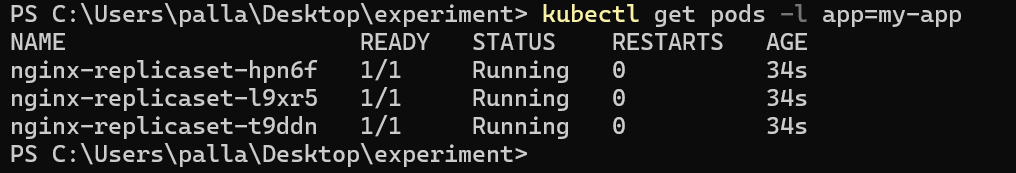 PS C:\Users\palla\Desktop\experiment> kubectl get pods -l app=my-app
NAME                     READY   STATUS    RESTARTS   AGE
nginx-replicaset-hpn6f   1/1     Running   0          34s
nginx-replicaset-l9xr5   1/1     Running   0          34s
nginx-replicaset-t9ddn   1/1     Running   0          34s
PS C:\Users\palla\Desktop\experiment>